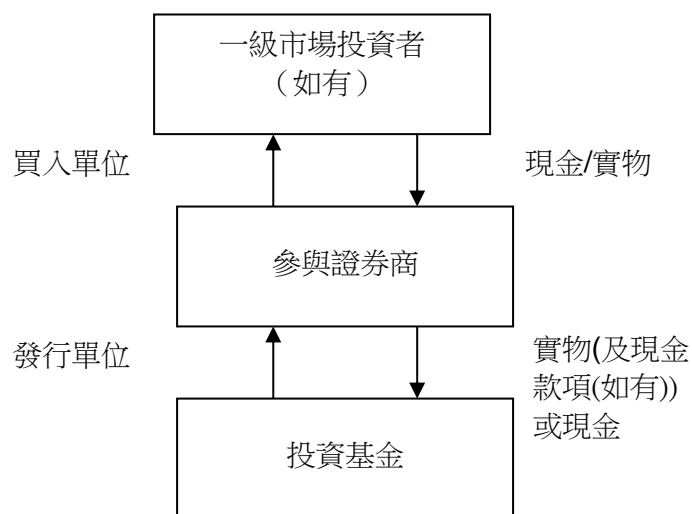 一級市場投資者
（如有）
買入單位
現金/實物
參與證券商
發行單位
實物(及現金
款項(如有))
或現金
投資基金